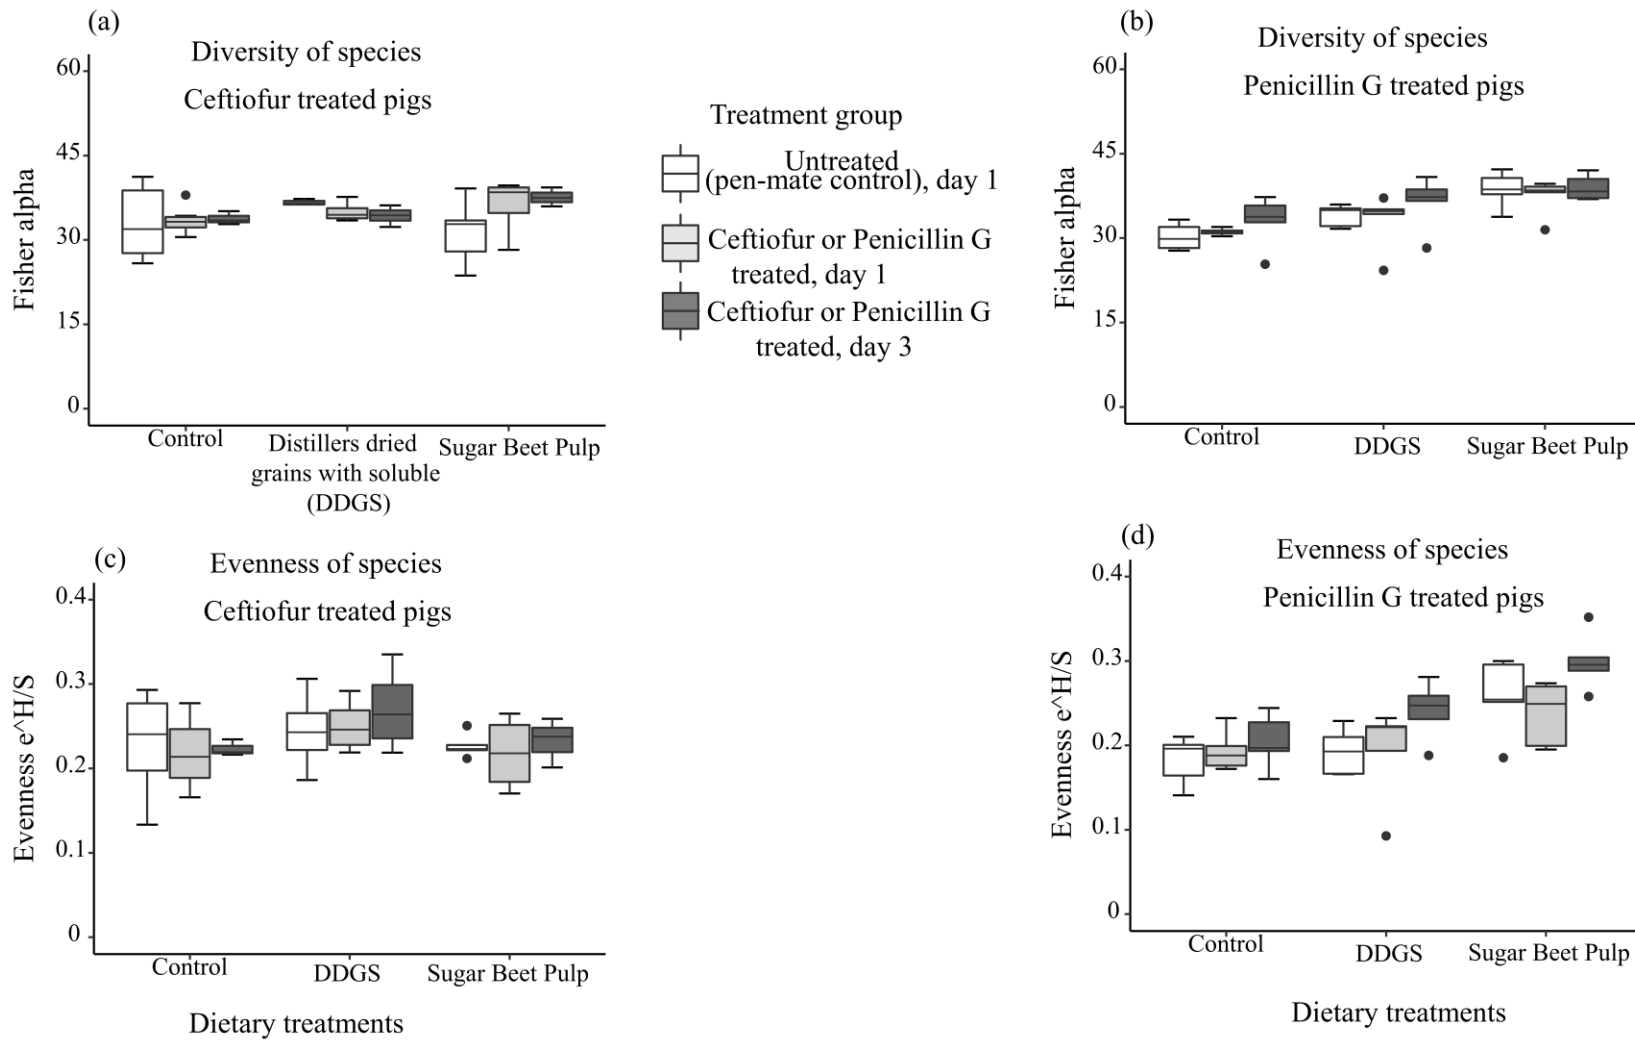 (a)
Diversity of species
Ceftiofur treated pigs
60
45
30
15
0
Fisher alpha
Control
Distillers dried
grains with soluble
(DDGS)
Sugar Beet Pulp
Treatment group
Untreated
(pen-mate control), day 1
Ceftiofur or Penicillin G
treated, day 1
Ceftiofur or Penicillin G
treated, day 3
(b)
Diversity of species
Penicillin G treated pigs
60
45
30
15
0
Fisher alpha
Control
DDGS
Sugar Beet Pulp
(c)
Evenness of species
Ceftiofur treated pigs
0.4
0.3
0.2
0.1
0
Evenness e^H/S
Control
DDGS
Sugar Beet Pulp
Dietary treatments
(d)
Evenness of species
Penicillin G treated pigs
0.4
0.3
0.2
0.1
0
Evenness e^H/S
Control
DDGS
Sugar Beet Pulp
Dietary treatments